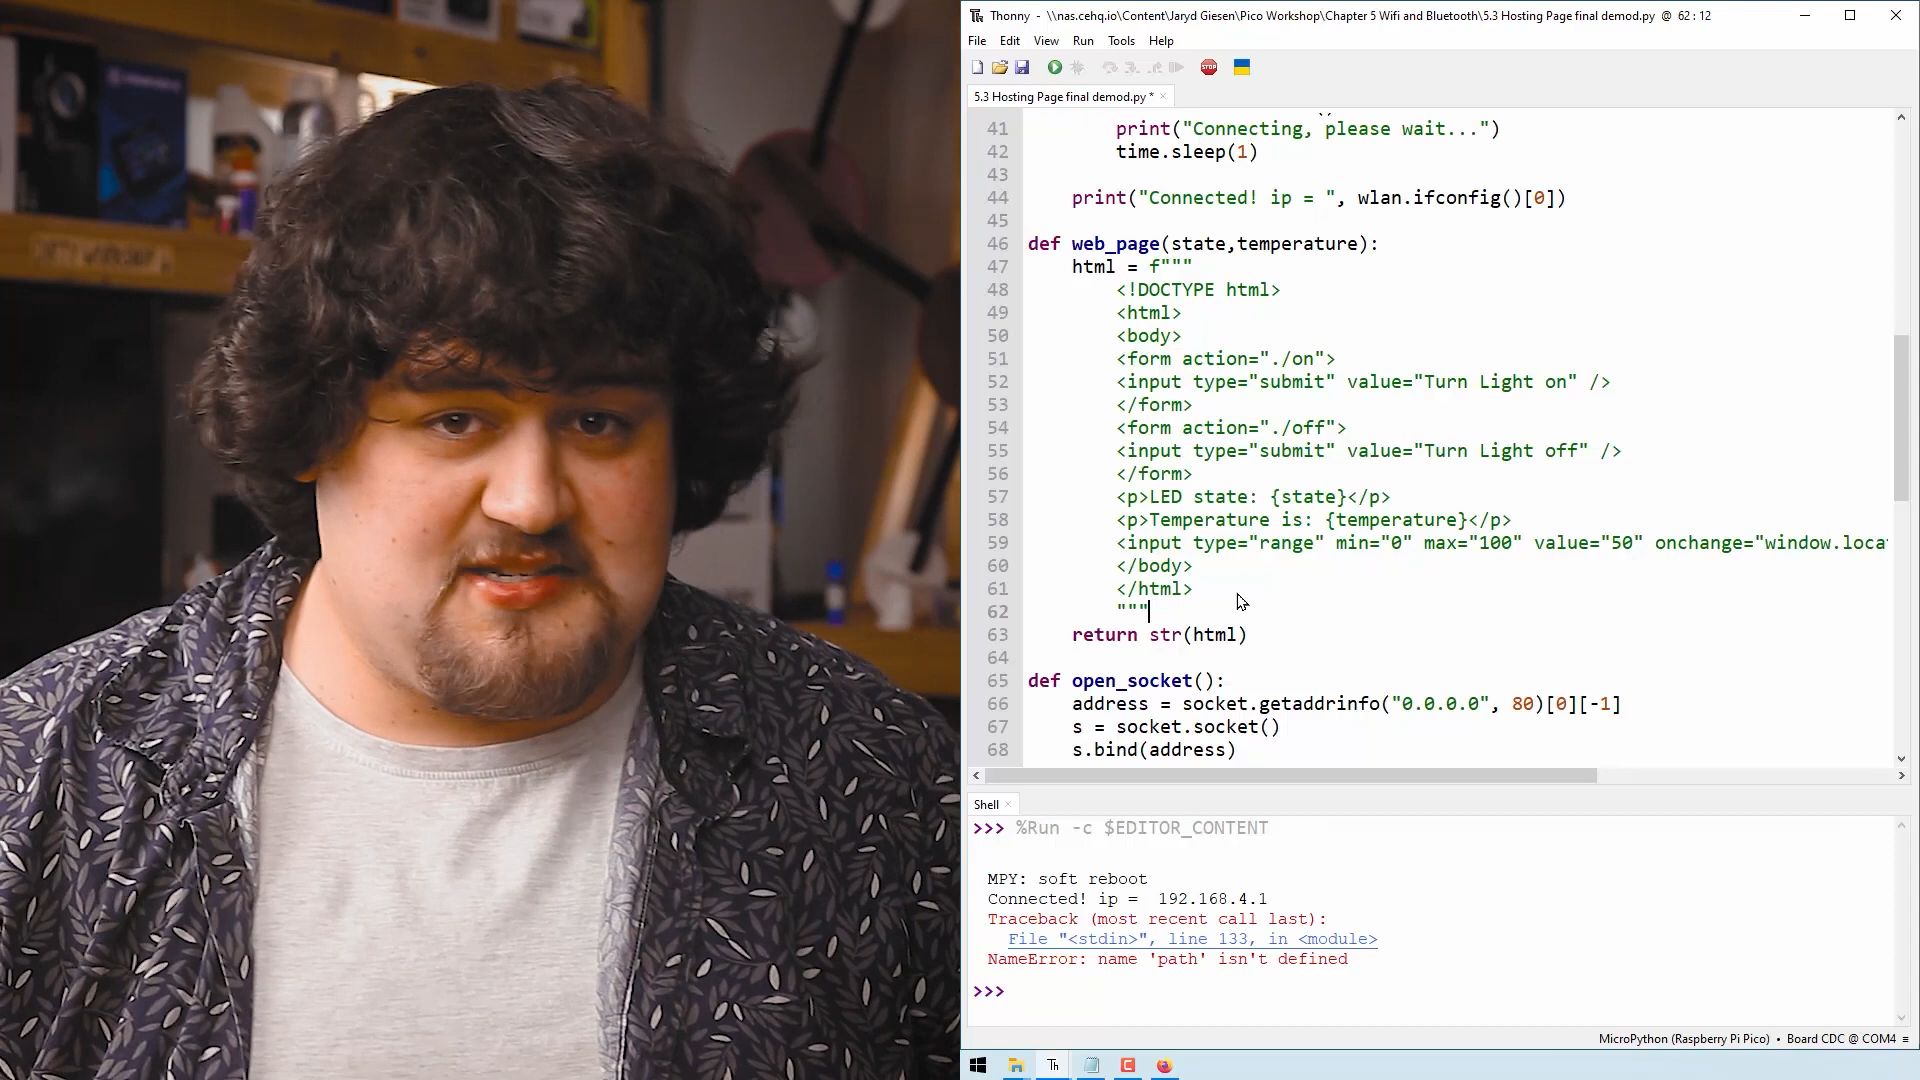 Thonny - \\nas.cehq.io\Content\Jaryd Giesen\Pico Workshop\Chapter 5 Wifi and Bluetooth\5.3 Hosting Page final demod.py @ 62 : 12
File Edit View Run Tools Help
STOP
5.3 Hosting Page final demod.py *
41 print("Connecting, please wait...")
42 time.sleep(1)
43
44 print("Connected! ip = ", wlan.ifconfig()[0])
45
46 def web_page(state,temperature):
47 html = f"""
48 <!DOCTYPE html>
49 <html>
50 <body>
51 <form action="./on">
52 <input type="submit" value="Turn Light on" />
53 </form>
54 <form action="./off">
55 <input type="submit" value="Turn Light off" />
56 </form>
57 <p>LED state: {state}</p>
58 <p>Temperature is: {temperature}</p>
59 <input type="range" min="0" max="100" value="50" onchange="window.loca
60 </body>
61 </html>
62 """
63 return str(html)
64
65 def open_socket():
66 address = socket.getaddrinfo("0.0.0.0", 80)[0][-1]
67 s = socket.socket()
68 s.bind(address)
Shell
>>> %Run -c $EDITOR_CONTENT
MPY: soft reboot
Connected! ip =  192.168.4.1
Traceback (most recent call last):
File "<stdin>", line 133, in <module>
NameError: name 'path' isn't defined
>>>
MicroPython (Raspberry Pi Pico) • Board CDC @ COM4